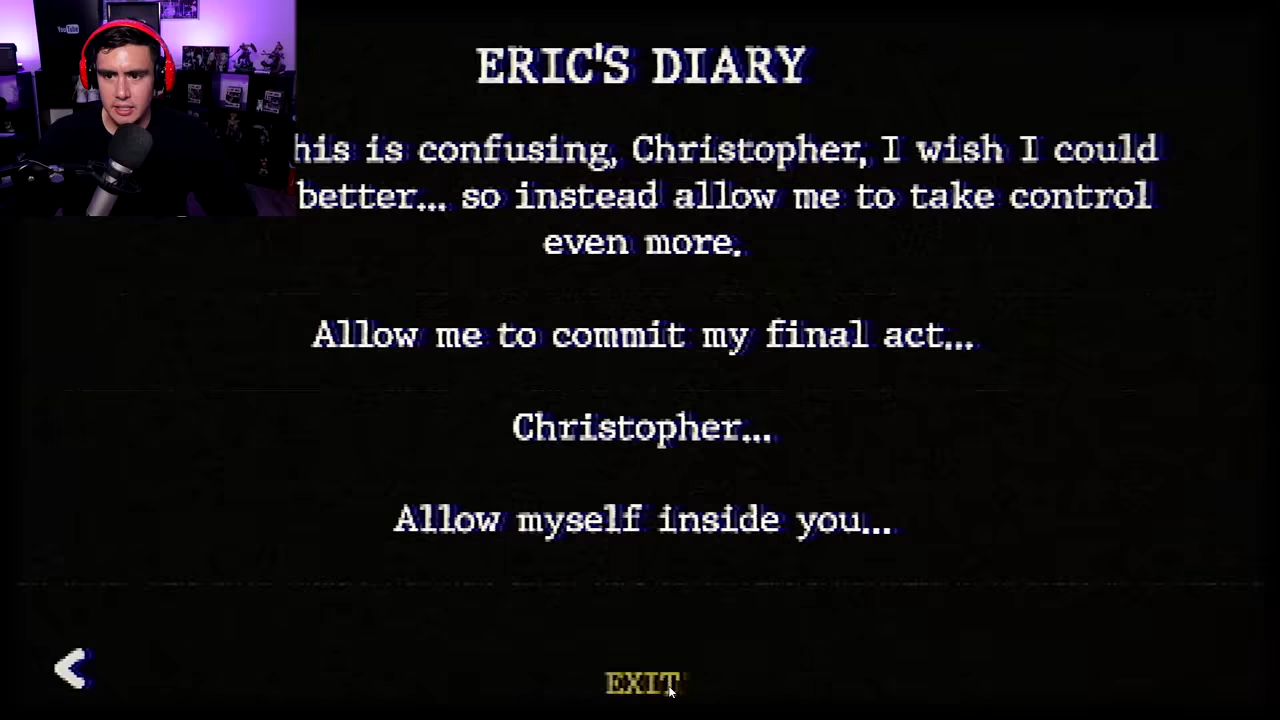 YouTube
ERIC'S DIARY
his is confusing, Christopher, I wish I could
better... so instead allow me to take control
even more.
Allow me to commit my final act...
Christopher...
Allow myself inside you...
<
EXIT